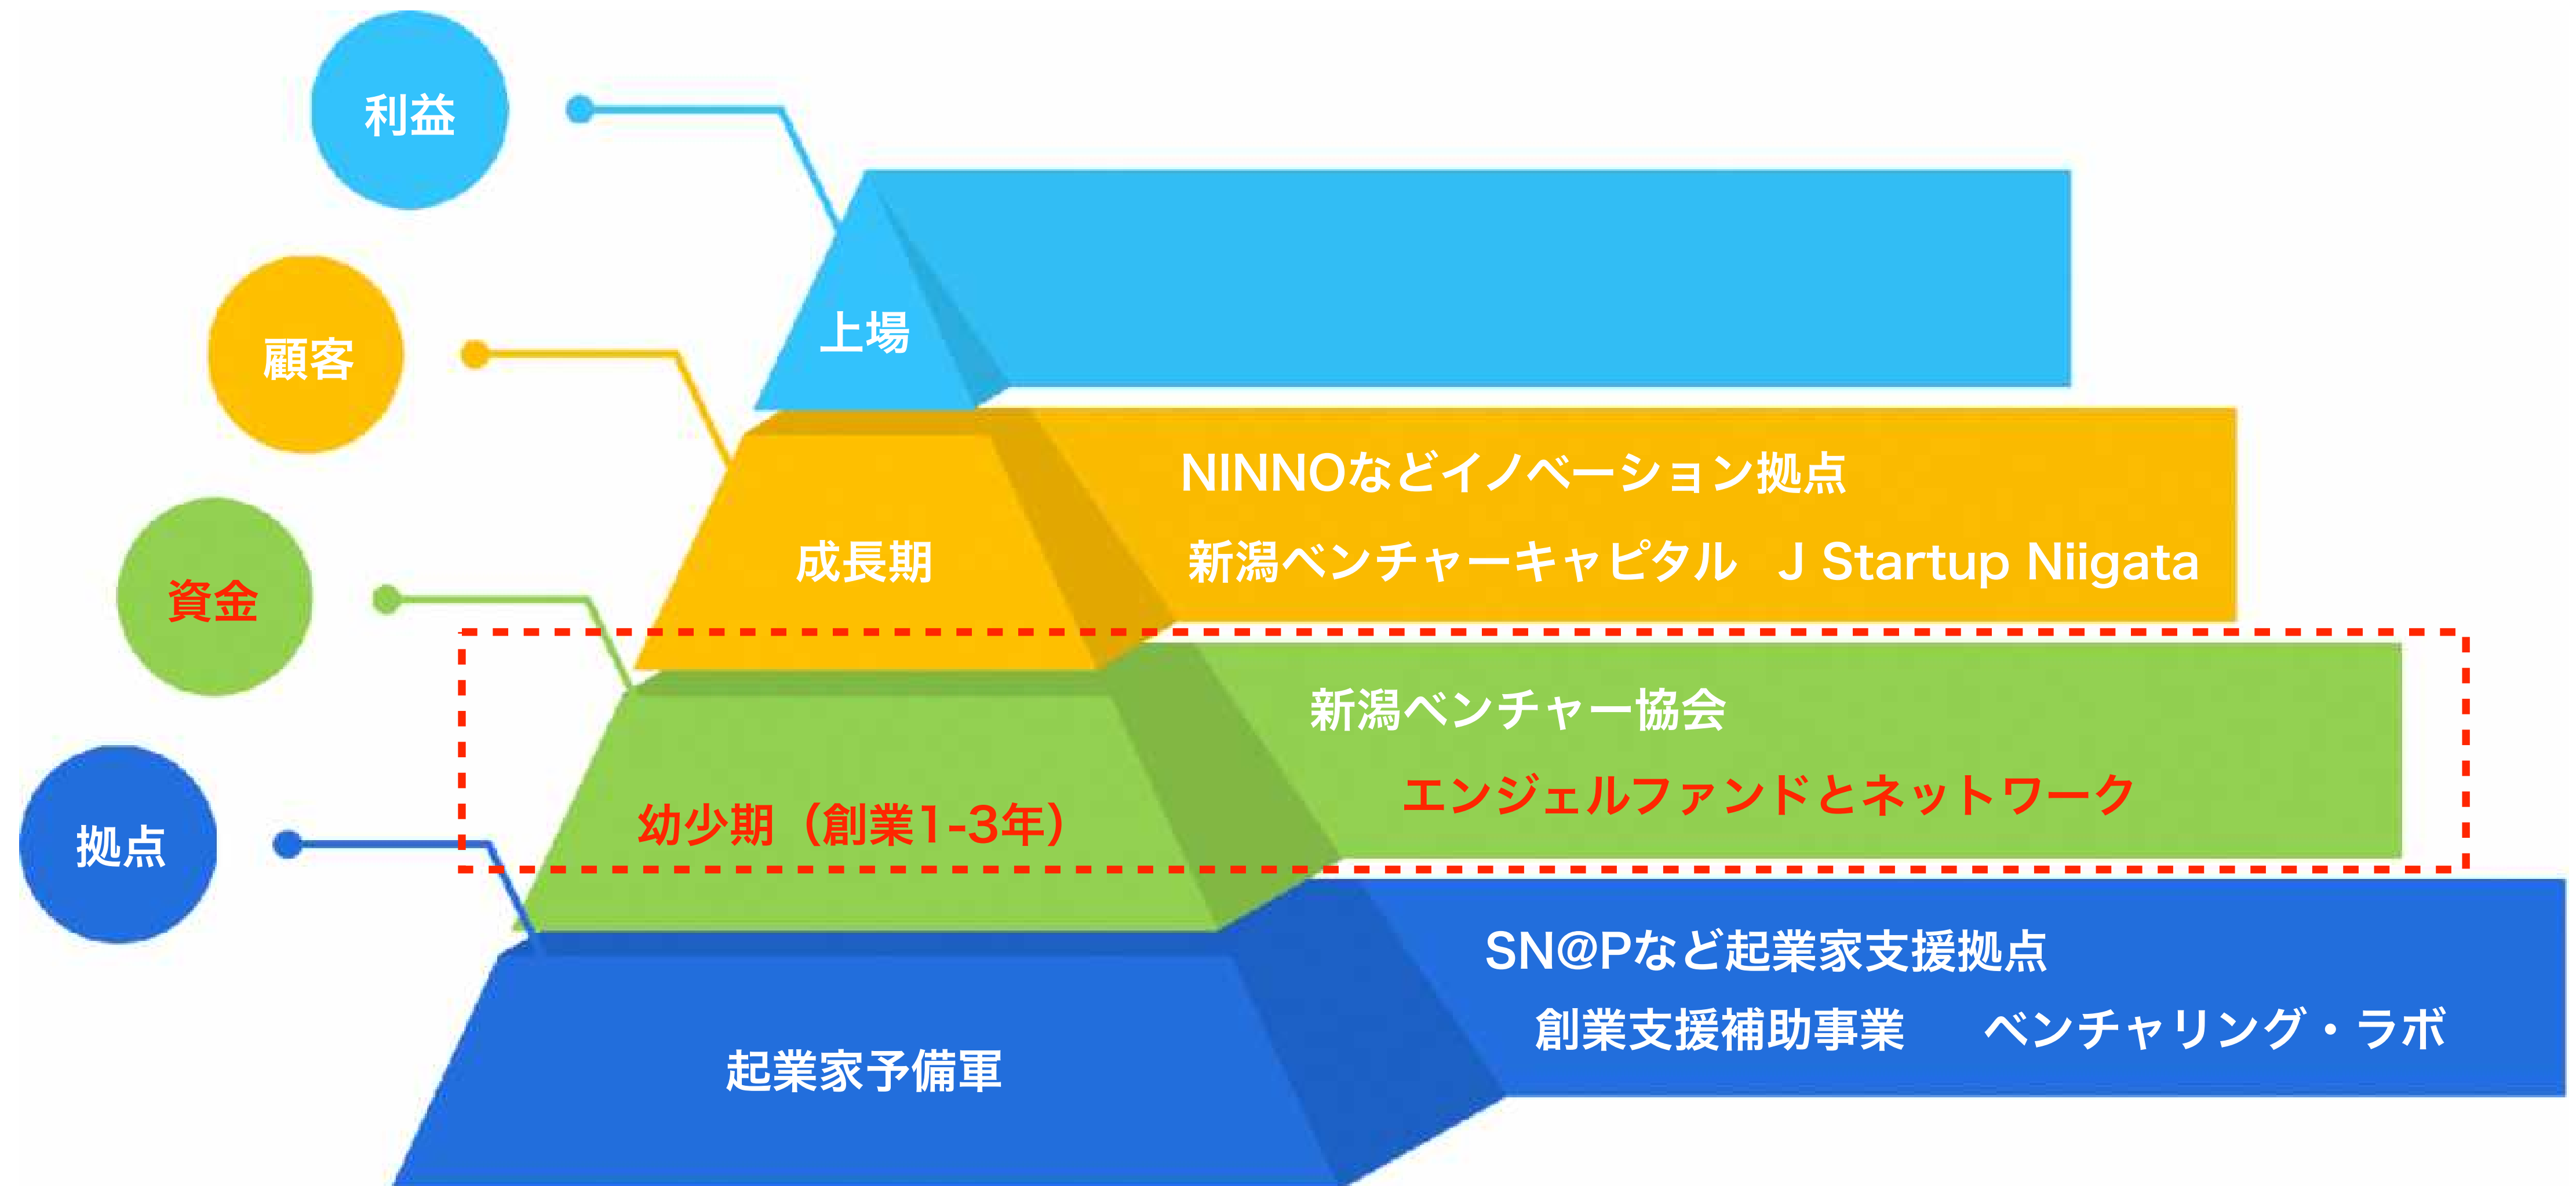 利益
上場
顧客
成長期
NINNOなどイノベーション拠点
新潟ベンチャーキャピタル J Startup Niigata
資金
幼少期（創業1-3年）
新潟ベンチャー協会
エンジェルファンドとネットワーク
拠点
起業家予備軍
SN@Pなど起業家支援拠点
創業支援補助事業 ベンチャリング・ラボ